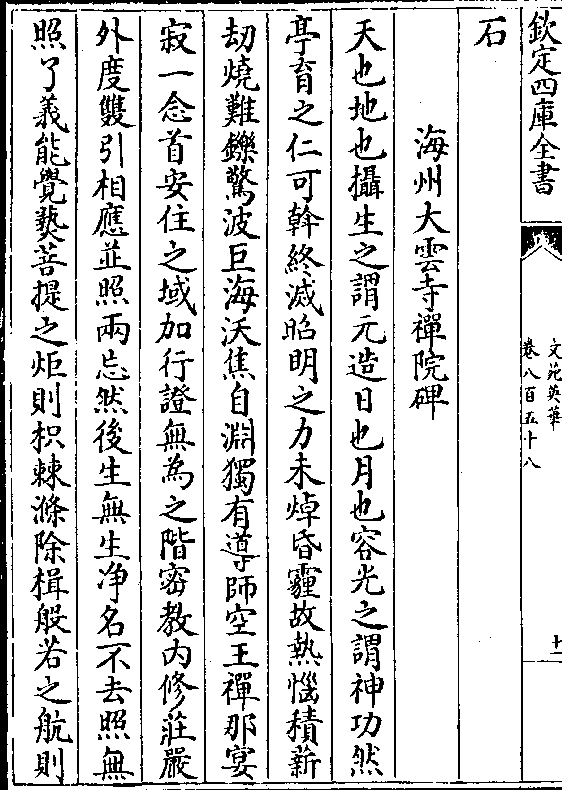 欽定四庫全書
文苑英華
卷八百五十八
十一
石
海州大雲寺禪院碑
天也地也攝生之謂元造日也月也容光之謂神功然
亭育之仁可斡終滅昭明之力未焯昏霾故熱惱積薪
劫燒難鑠驚波巨海沃焦自淵獨有導師空王禪那宴
寂一念首安住之域加行證無為之階密教内修莊嚴
外度雙引相應並照兩忘然後生無生净名不去照無
照了義能覺爇菩提之炬則枳棘滌除楫般若之航則